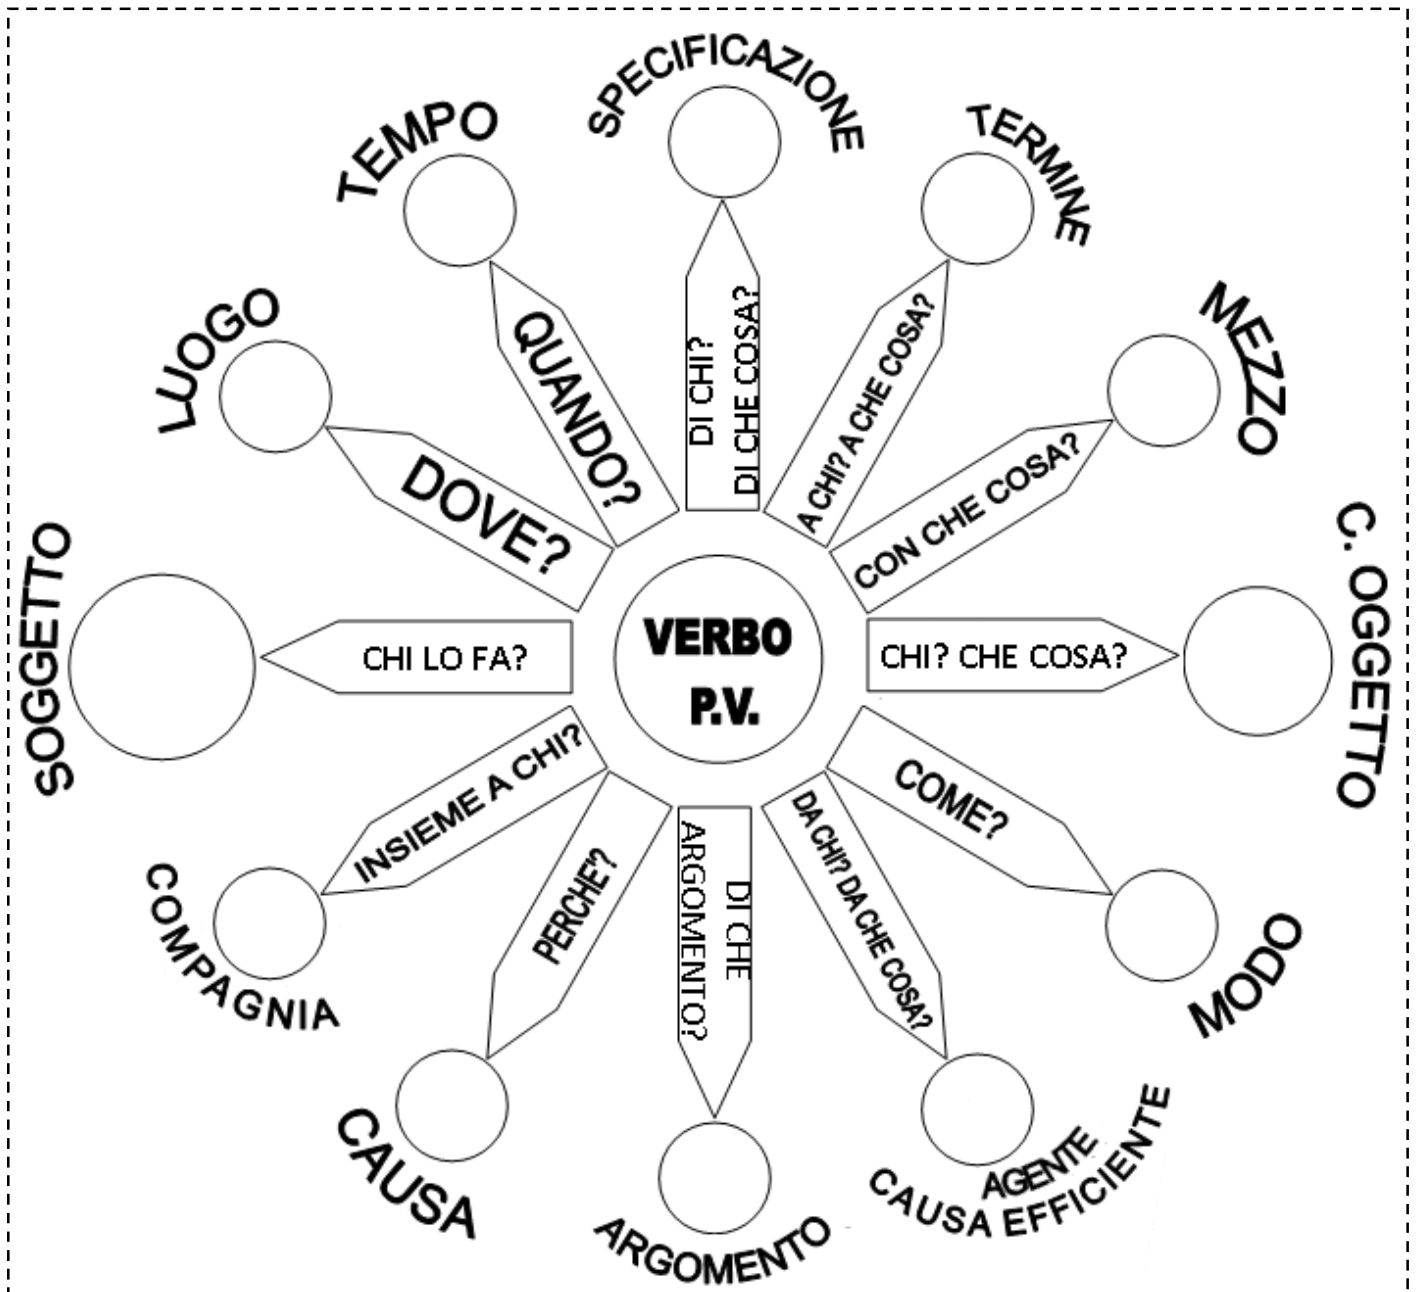 SPECIFICAZIONE
TEMPO
TERMINE
LUOGO
MEZZO
DI CHI?
DI CHE COSA?
QUANDO?
A CHI? A CHE COSA?
DOVE?
CON CHE COSA?
SOGGETTO
C. OGGETTO
CHI LO FA?
VERBO
P.V.
CHI? CHE COSA?
INSIEME A CHI?
COME?
PERCHE'?
DI CHE
ARGOMENTO?
DA CHI? DA CHE COSA?
COMPAGNIA
MODO
CAUSA
ARGOMENTO
AGENTE
CAUSA EFFICIENTE